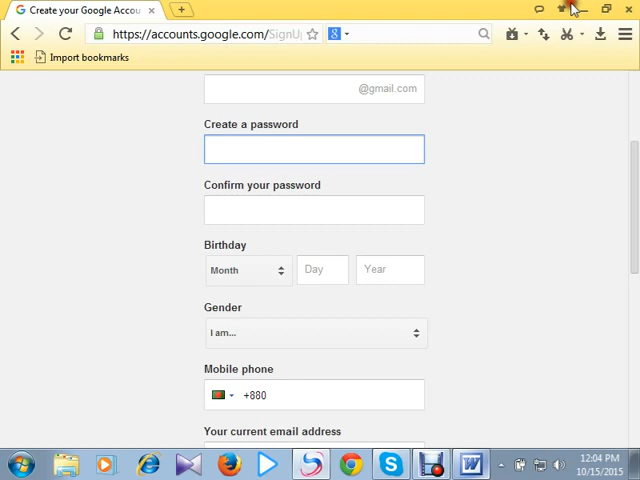 Create your Google Accou
https://accounts.google.com/SignU
8
Import bookmarks
@gmail.com
Create a password
Confirm your password
Birthday
Month Day Year
Gender
I am...
Mobile phone
+880
Your current email address
12:04 PM
10/15/2015